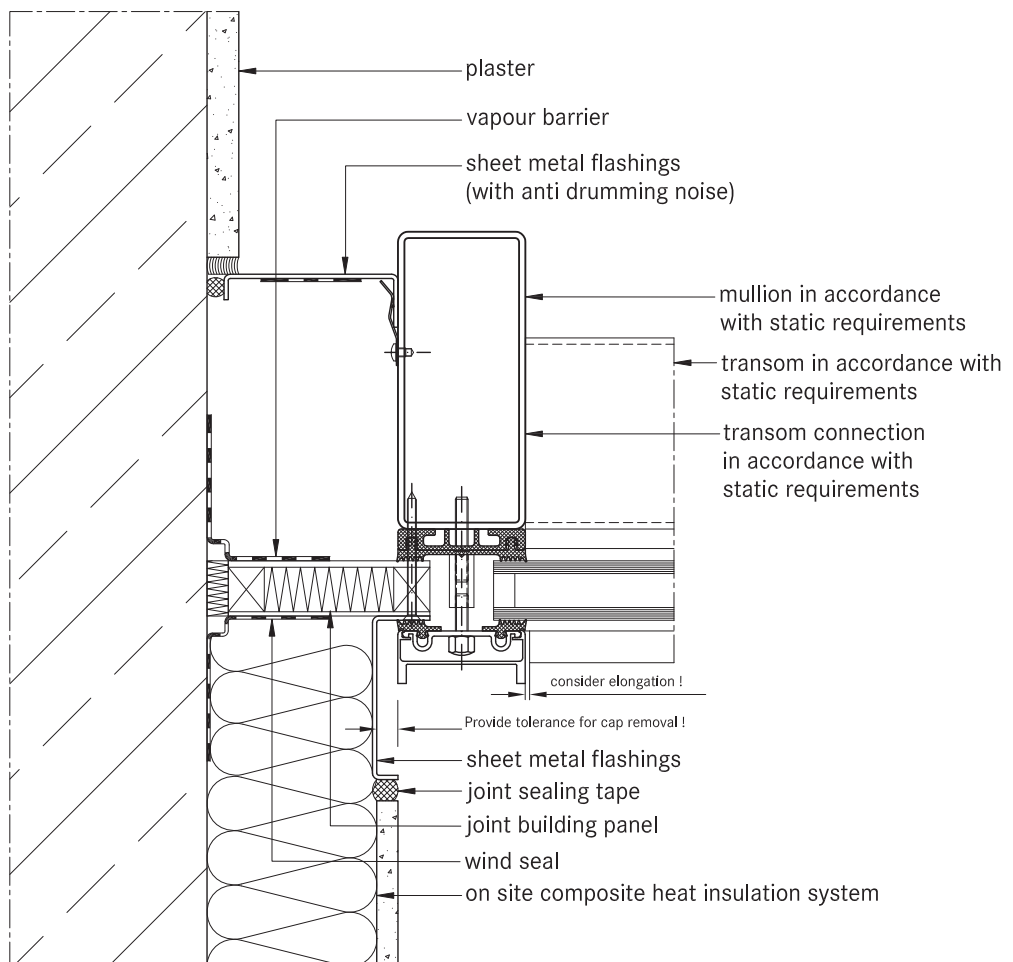 plaster
vapour barrier
sheet metal flashings
(with anti drumming noise)
mullion in accordance
with static requirements
transom in accordance with
static requirements
transom connection
in accordance with
static requirements
consider elongation !
Provide tolerance for cap removal !
sheet metal flashings
joint sealing tape
joint building panel
wind seal
on site composite heat insulation system